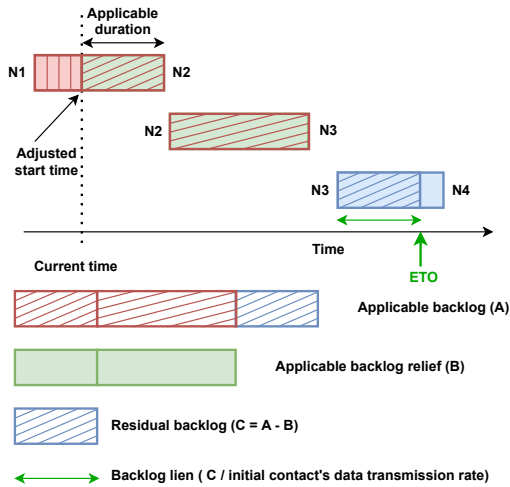 Applicable
duration
N1
N2
Adjusted
start time
N2
N3
N3
N4
Time
Current time
ETO
Applicable backlog (A)
Applicable backlog relief (B)
Residual backlog (C = A - B)
Backlog lien ( C / initial contact's data transmission rate)